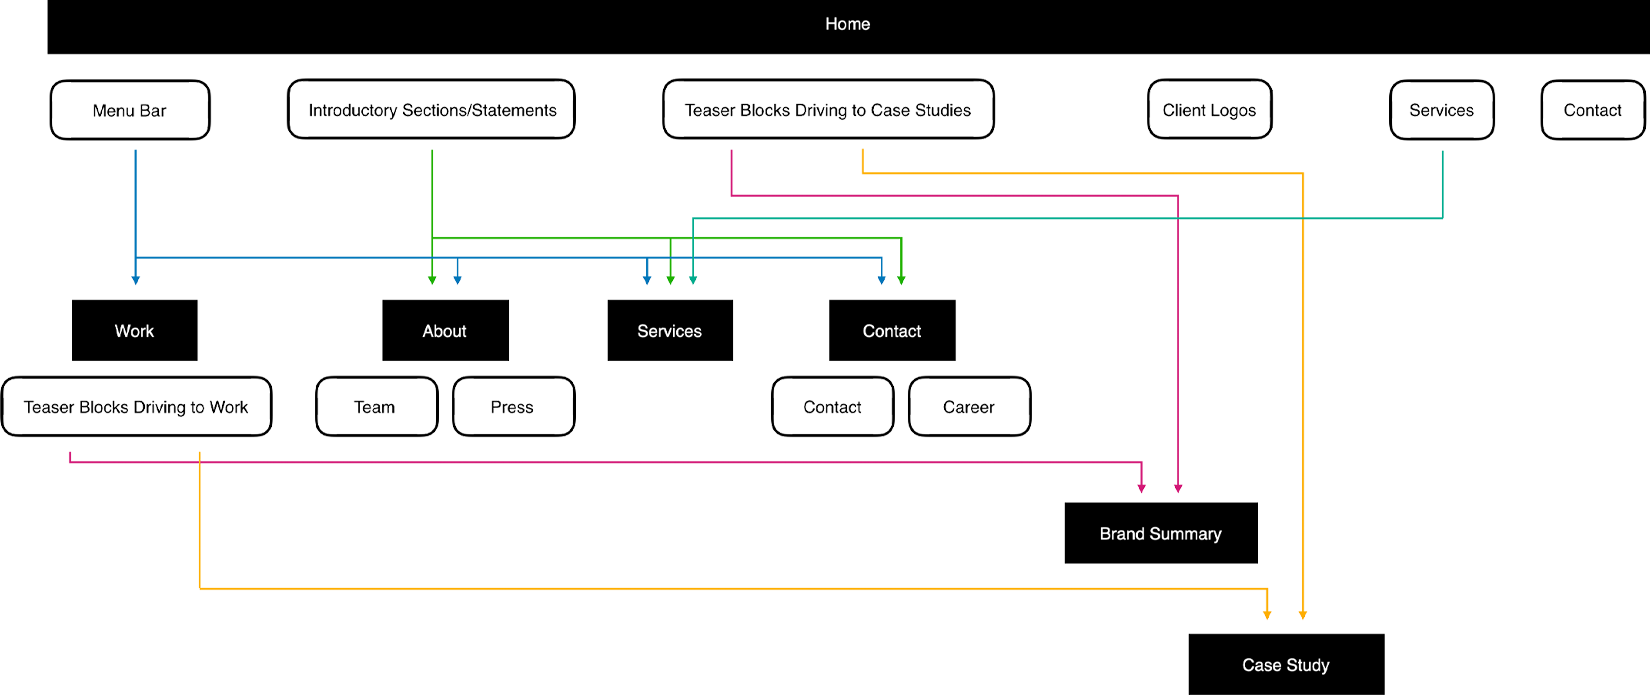 Home
Menu Bar
Introductory Sections/Statements
Teaser Blocks Driving to Case Studies
Client Logos
Services
Contact
Work
About
Services
Contact
Teaser Blocks Driving to Work
Team
Press
Contact
Career
Brand Summary
Case Study